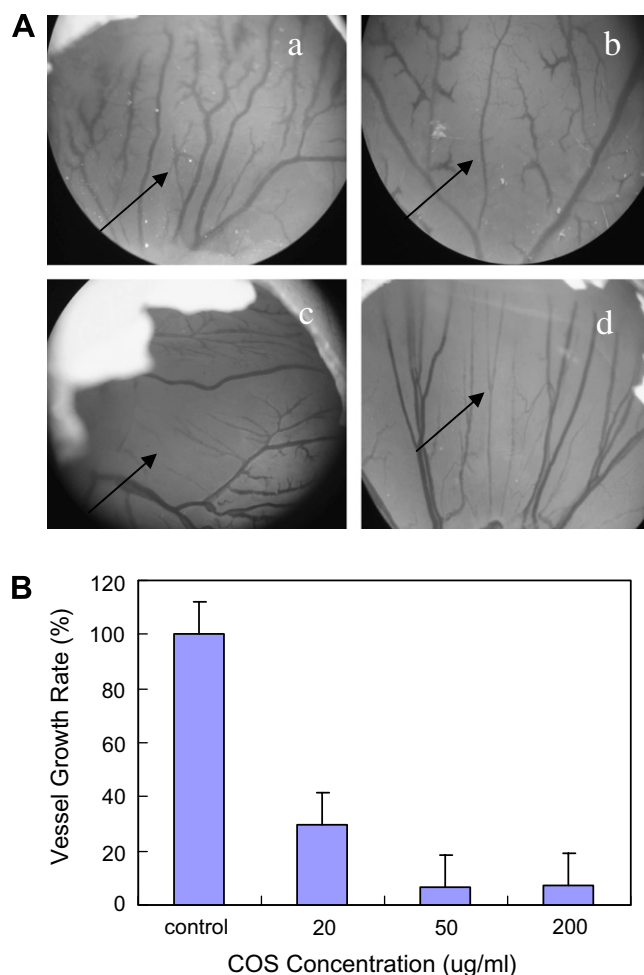 A
a
b
c
d
B
Vessel Growth Rate (%)
120
100
80
60
40
20
0
control 20 50 200
COS Concentration (ug/ml)